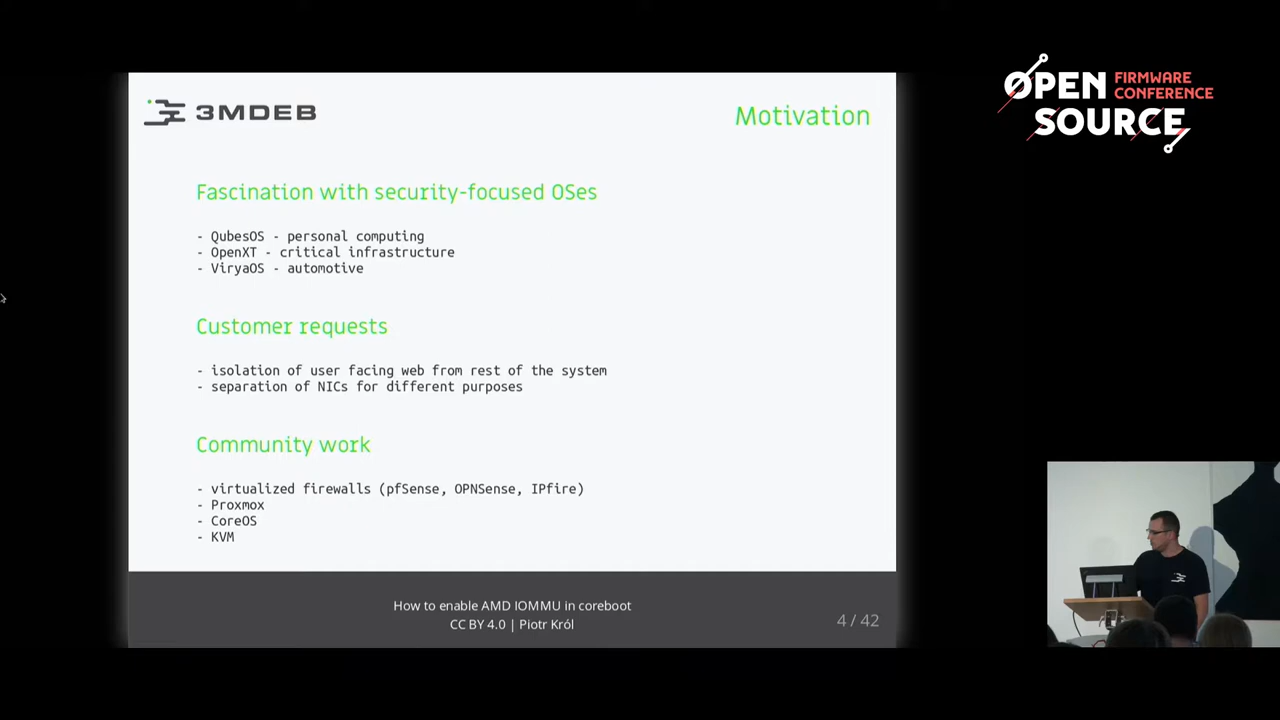 3MDEB
Motivation
Fascination with security-focused OSes
- QubesOS - personal computing
- OpenXT - critical infrastructure
- ViryaOS - automotive
Customer requests
- isolation of user facing web from rest of the system
- separation of NICs for different purposes
Community work
- virtualized firewalls (pfSense, OPNSense, IPfire)
- Proxmox
- CoreOS
- KVM
How to enable AMD IOMMU in coreboot
CC BY 4.0 | Piotr Król
4 / 42
OPEN FIRMWARE
CONFERENCE
SOURCE